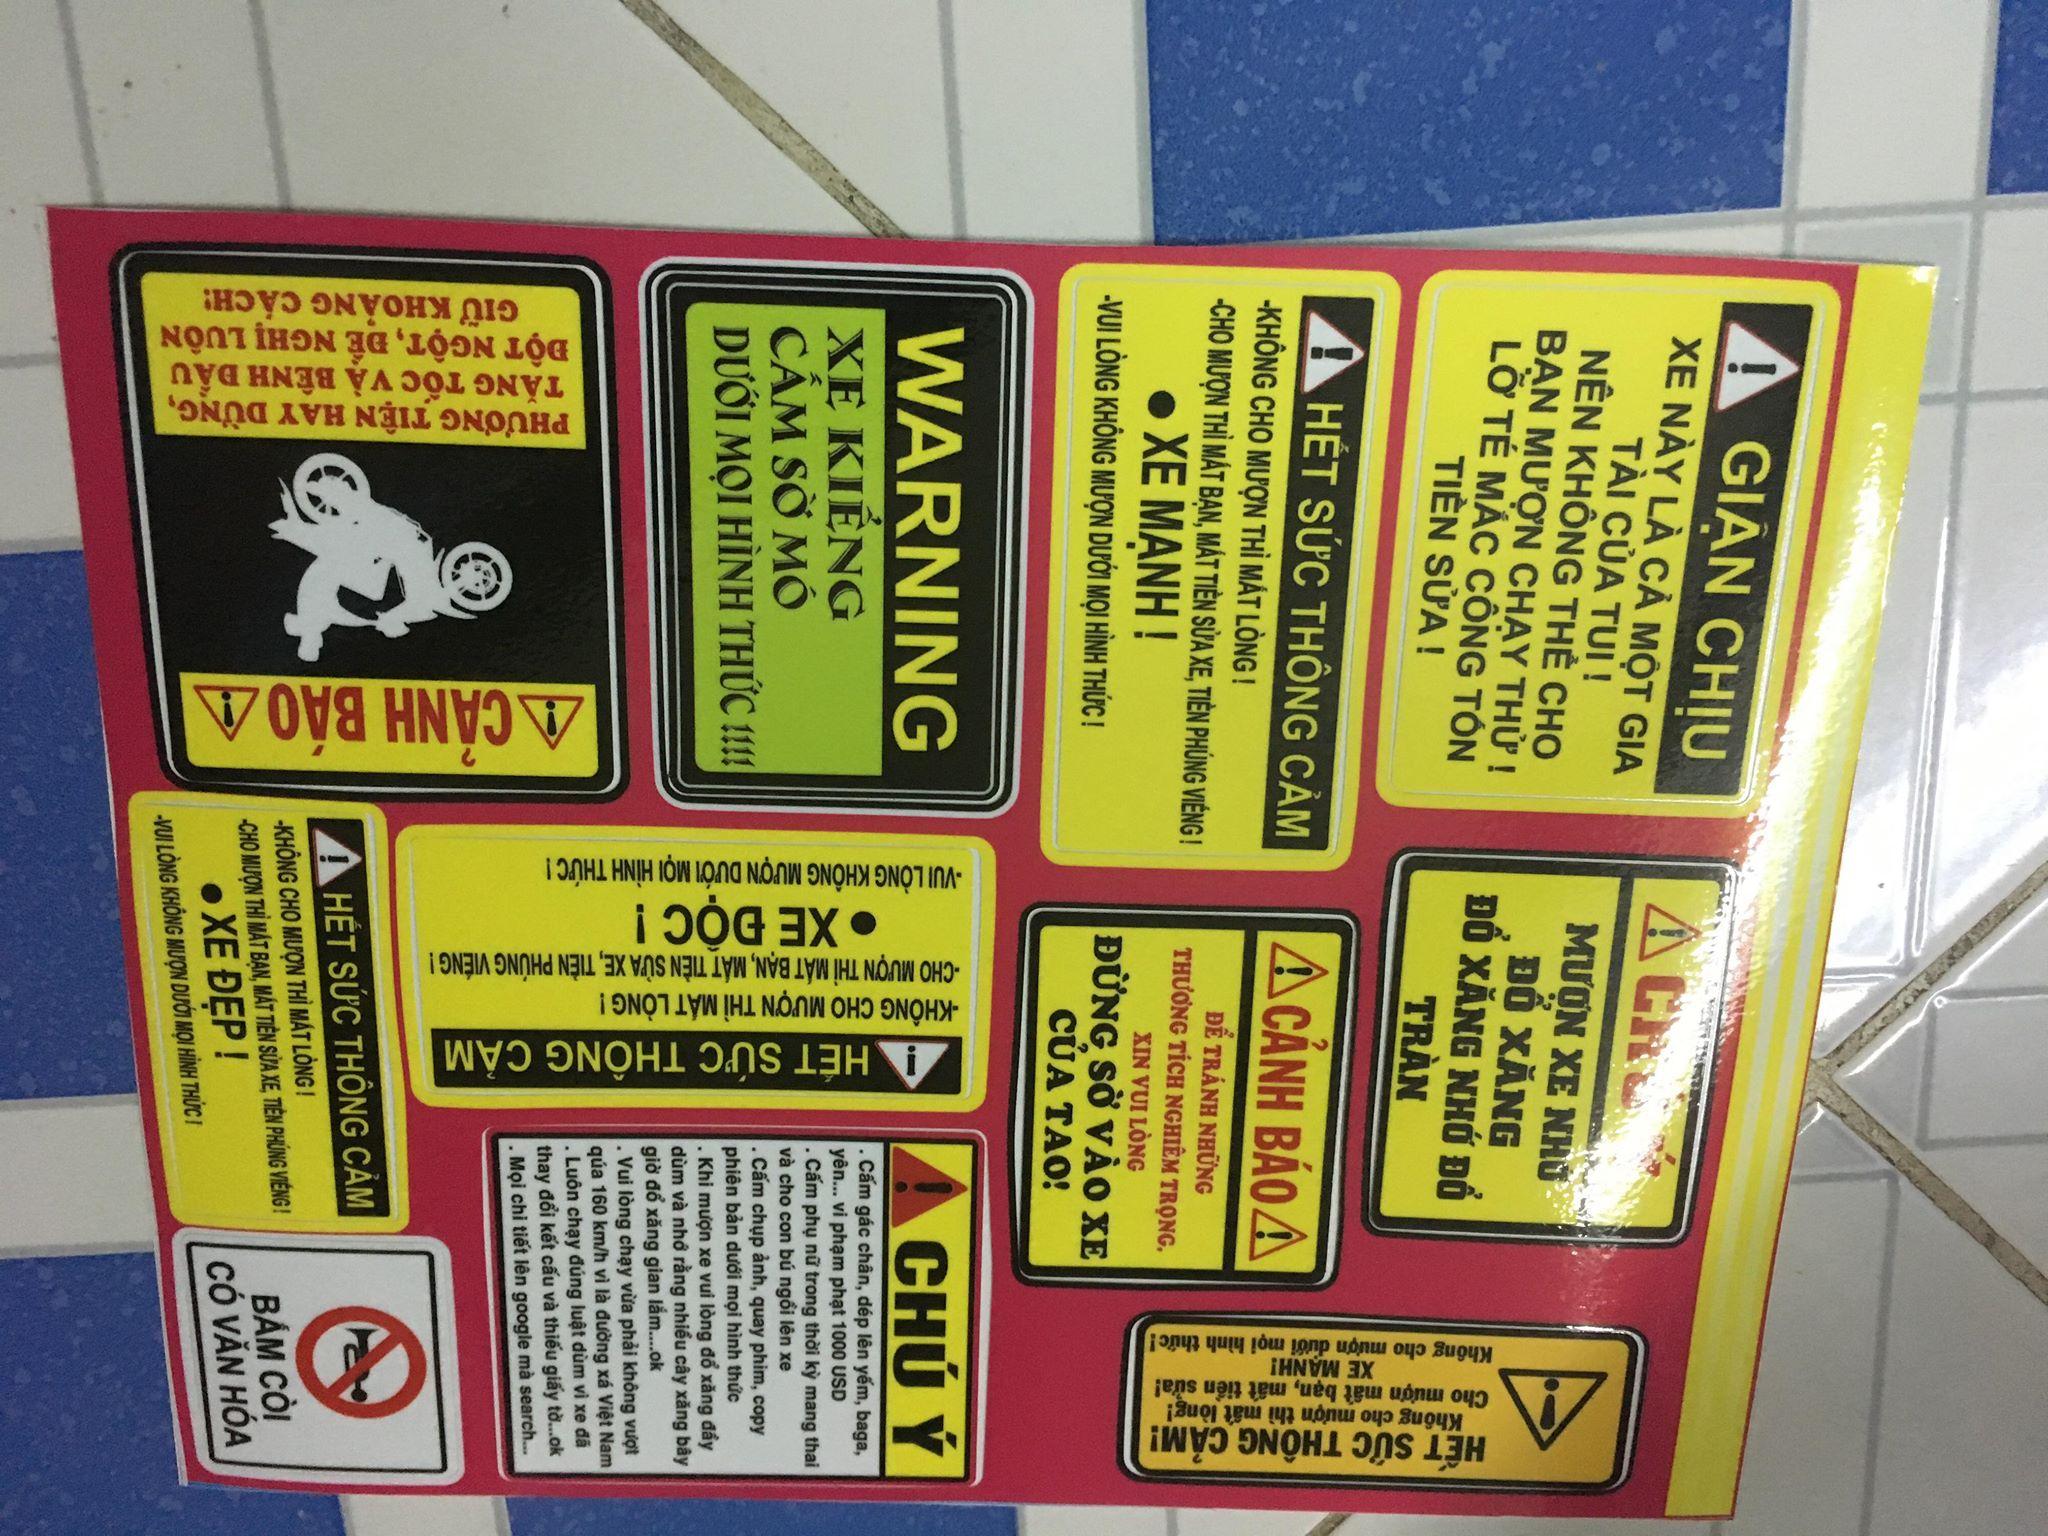 GIẬN CHỊU
XE NÀY LÀ CẢ MỘT GIA
TÀI CỦA TUI !
NÊN KHÔNG THỂ CHO
BẠN MƯỢN CHẠY THỬ !
LỠ TÉ MẮC CÔNG TÓN
TIỀN SỬA !
MƯỢN XE NHỦ
ĐỔ XĂNG
ĐỔ XĂNG NHỚ ĐỔ
TRÀN
HẾT SỨC THÔNG CẢM
-KHÔNG CHO MƯỢN THÌ MẤT LÒNG !
-CHO MƯỢN THÌ MẤT BẠN, MẤT TIỀN SỬA XE, TIỀN PHÚNG VIẾNG !
• XE MẠNH !
-VUI LÒNG KHÔNG MƯỢN DƯỚI MỌI HÌNH THỨC !
CẢNH BÁO
ĐỂ TRÁNH NHỮNG
THƯƠNG TÍCH NGHIÊM TRỌNG,
XIN VUI LÒNG
ĐỪNG SỜ VÀO XE
CỦA TAO!
HẾT SỨC THÔNG CẢM!
Không cho mượn thì mất lòng!
Cho mượn mất bạn, mất tiền sửa!
XE MẠNH!
Không cho mượn dưới mọi hình thức!
WARNING
XE KIỂNG
CẤM SỜ MÓ
DƯỚI MỌI HÌNH THỨC !!!!
HẾT SỨC THÔNG CẢM
-KHÔNG CHO MƯỢN THÌ MẤT LÒNG !
-CHO MƯỢN THÌ MẤT BẠN, MẤT TIỀN SỬA XE, TIỀN PHÚNG VIẾNG !
• XE ĐỘC !
-VUI LÒNG KHÔNG MƯỢN DƯỚI MỌI HÌNH THỨC !
CHÚ Ý
. Cấm gác chân, dép lên yếm, baga,
yên... vi phạm phạt 1000 USD
. Cấm phụ nữ trong thời kỳ mang thai
và cho con bú ngồi lên xe
. Cấm chụp ảnh, quay phim, copy
phiên bản dưới mọi hình thức
. Khi mượn xe vui lòng đổ xăng đầy
dùm và nhớ rằng nhiều cây xăng bây
giờ đổ xăng gian lắm....ok
. Vui lòng chạy vừa phải không vượt
qúa 160 km/h vì là đường xá Việt Nam
. Luôn chạy đúng luật dùm vì xe đã
thay đổi kết cấu và thiếu giấy tờ...ok
. Mọi chi tiết lên google mà search....
CẢNH BÁO
PHƯƠNG TIỆN HAY DỪNG,
TĂNG TỐC VÀ BỆNH ĐẦU
ĐỘT NGỘT, ĐỀ NGHỊ LUÔN
GIỮ KHOẢNG CÁCH!
HẾT SỨC THÔNG CẢM
-KHÔNG CHO MƯỢN THÌ MẤT LÒNG !
-CHO MƯỢN THÌ MẤT BẠN, MẤT TIỀN SỬA XE, TIỀN PHÚNG VIẾNG !
• XE ĐẸP !
-VUI LÒNG KHÔNG MƯỢN DƯỚI MỌI HÌNH THỨC !
BẤM CÒI
CÓ VĂN HÓA